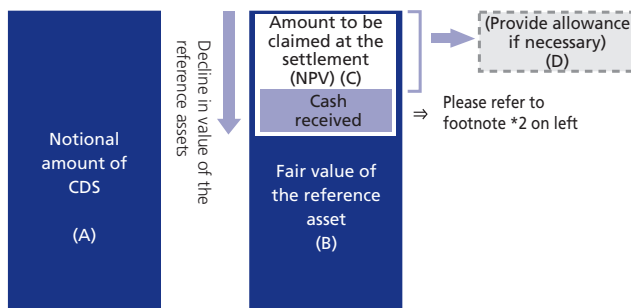 Notional
amount of
CDS
(A)
Decline in value of the
reference assets
Amount to be
claimed at the
settlement
(NPV) (C)
Cash
received
Fair value of
the reference
asset
(B)
(Provide allowance
if necessary)
(D)
⇒ Please refer to
footnote *2 on left